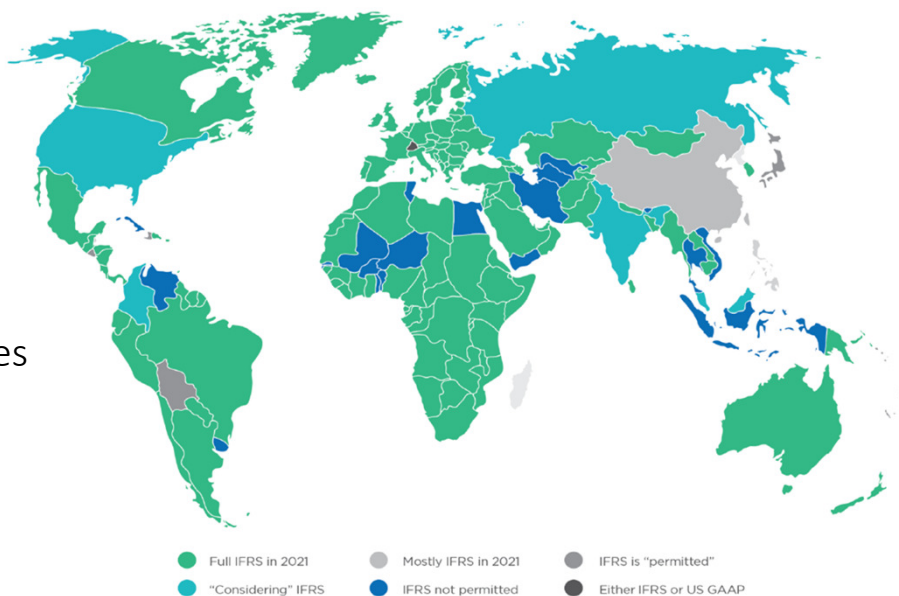 es
Full IFRS in 2021
Mostly IFRS in 2021
IFRS is “permitted”
“Considering” IFRS
IFRS not permitted
Either IFRS or US GAAP